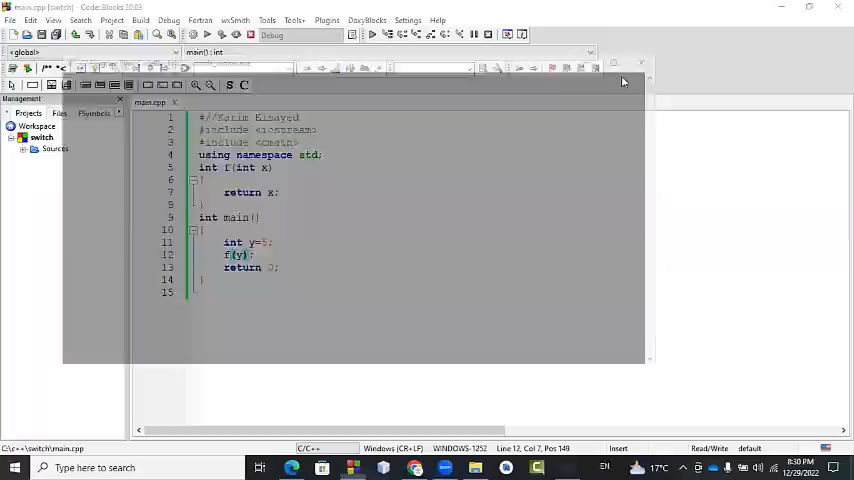 main.cpp [switch] - Code::Blocks 20.03
File Edit View Search Project Build Debug Fortran wxSmith Tools Tools+ Plugins DoxyBlocks Settings Help
Debug
<global> main() : int
/** *<
S C
Management
main.cpp
Projects Files FSymbols
Workspace
switch
Sources
1 #//Karim Elsayed
2 #include <iostream>
3 #include <cmath>
4 using namespace std;
5 int f(int x)
6 {
7 return x;
8 }
9 int main()
10 {
11 int y=5;
12 f(y);
13 return 0;
14 }
15
C:\c++\switch\main.cpp C/C++ Windows (CR+LF) WINDOWS-1252 Line 12, Col 7, Pos 149 Insert Read/Write default
Type here to search
EN 17°C 8:30 PM
12/29/2022